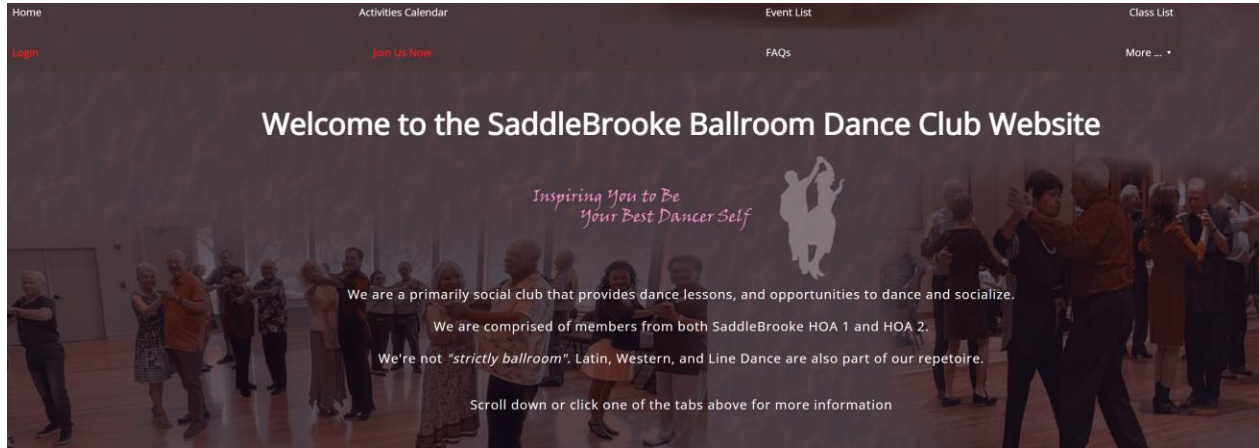 Home Activities Calendar Event List Class List
Login Join Us Now FAQs More ...
Welcome to the SaddleBrooke Ballroom Dance Club Website
Inspiring You to Be
Your Best Dancer Self
We are a primarily social club that provides dance lessons, and opportunities to dance and socialize.
We are comprised of members from both SaddleBrooke HOA 1 and HOA 2.
We're not "strictly ballroom". Latin, Western, and Line Dance are also part of our repetoire.
Scroll down or click one of the tabs above for more information